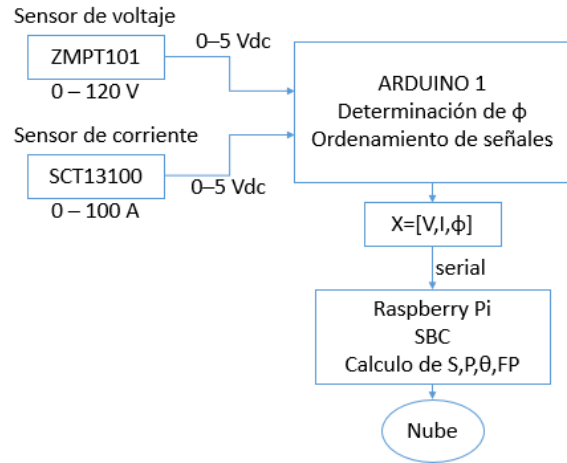 Sensor de voltaje
ZMPT101
0 – 120 V
0–5 Vdc
Sensor de corriente
SCT13100
0 – 100 A
0–5 Vdc
ARDUINO 1
Determinación de ϕ
Ordenamiento de señales
X=[V,I,ϕ]
serial
Raspberry Pi
SBC
Calculo de S,P,θ,FP
Nube